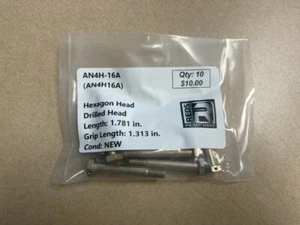 AN4H-16A
(AN4H16A)
Qty: 10
$10.00
Hexagon Head
Drilled Head
Length: 1.781 in.
Grip Length: 1.313 in.
Cond: NEW